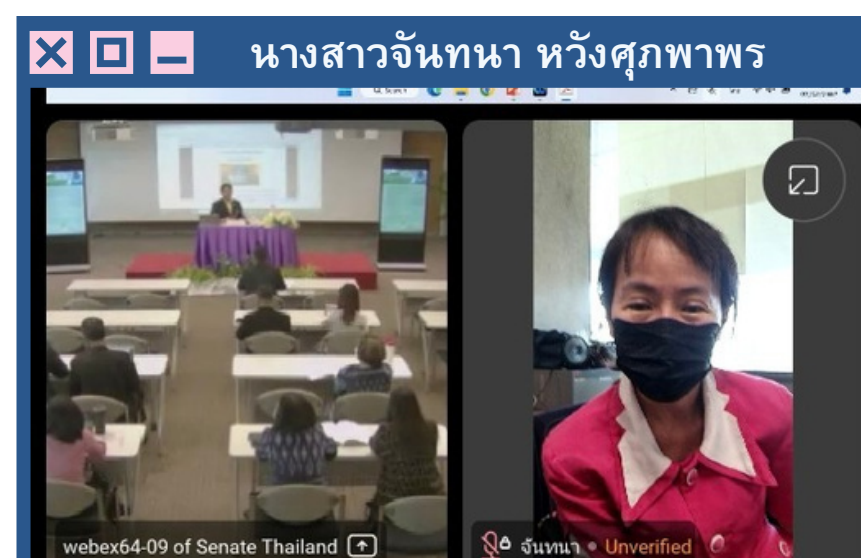 นางสาวจันทนา หวังศุภพาพร
Search
webex64-09 of Senate Thailand
จันทนา • Unverified